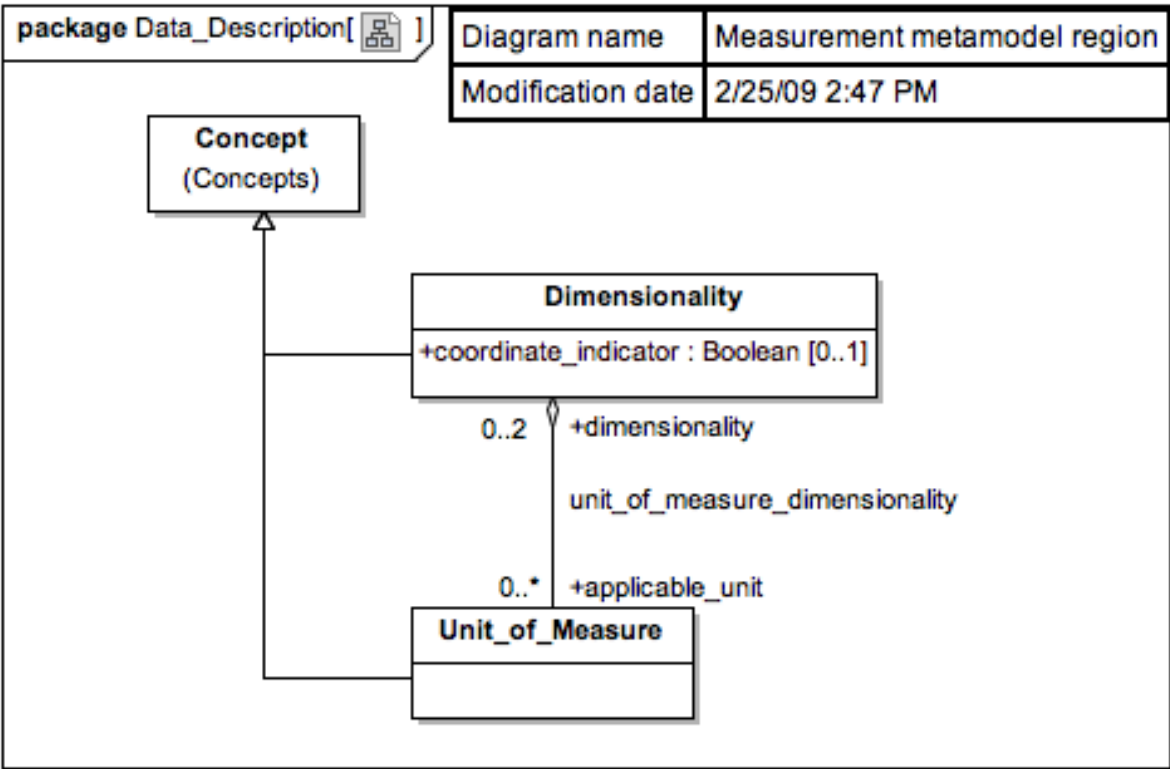 package Data_Description[ ]
Diagram name Measurement metamodel region
Modification date 2/25/09 2:47 PM
Concept
(Concepts)
Dimensionality
+coordinate_indicator : Boolean [0..1]
0..2 +dimensionality
unit_of_measure_dimensionality
0..* +applicable_unit
Unit_of_Measure